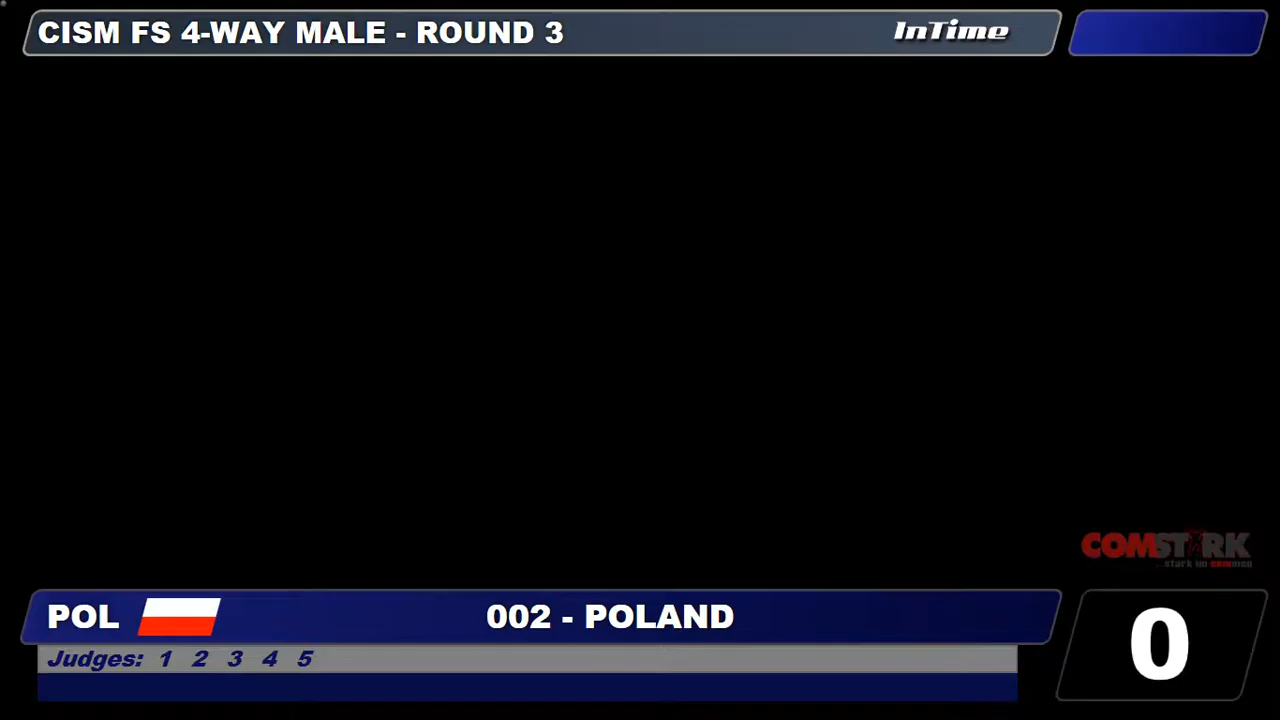 CISM FS 4-WAY MALE - ROUND 3
InTime
COMSTARK
POL
002 - POLAND
0
Judges: 1 2 3 4 5